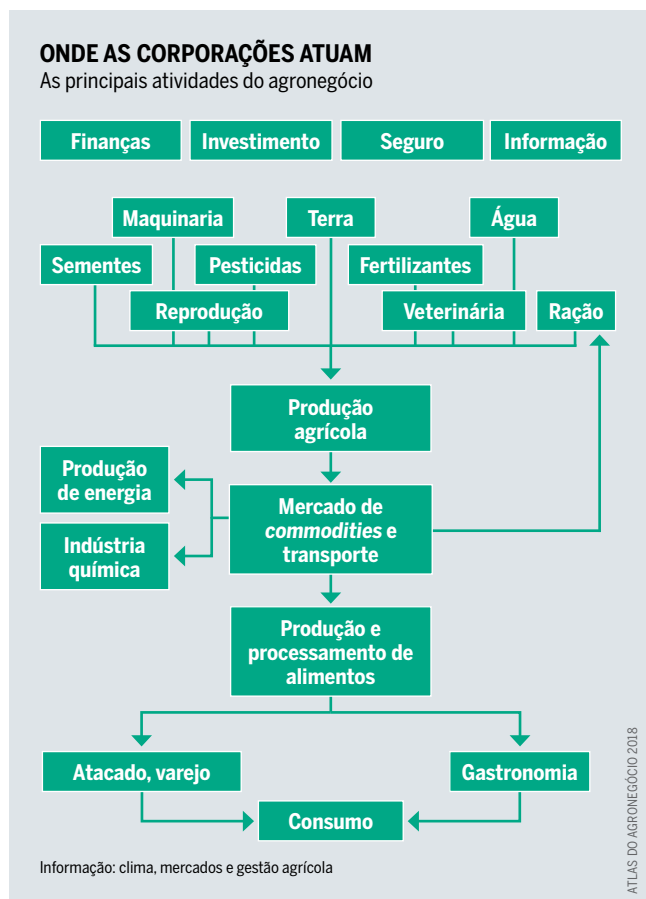 ONDE AS CORPORAÇÕES ATUAM
As principais atividades do agronegócio
Finanças
Investimento
Seguro
Informação
Maquinaria
Terra
Água
Sementes
Pesticidas
Fertilizantes
Reprodução
Veterinária
Ração
Produção
agrícola
Produção
de energia
Mercado de
commodities e
transporte
Indústria
química
Produção e
processamento de
alimentos
Atacado, varejo
Gastronomia
Consumo
Informação: clima, mercados e gestão agrícola
ATLAS DO AGRONEGÓCIO 2018